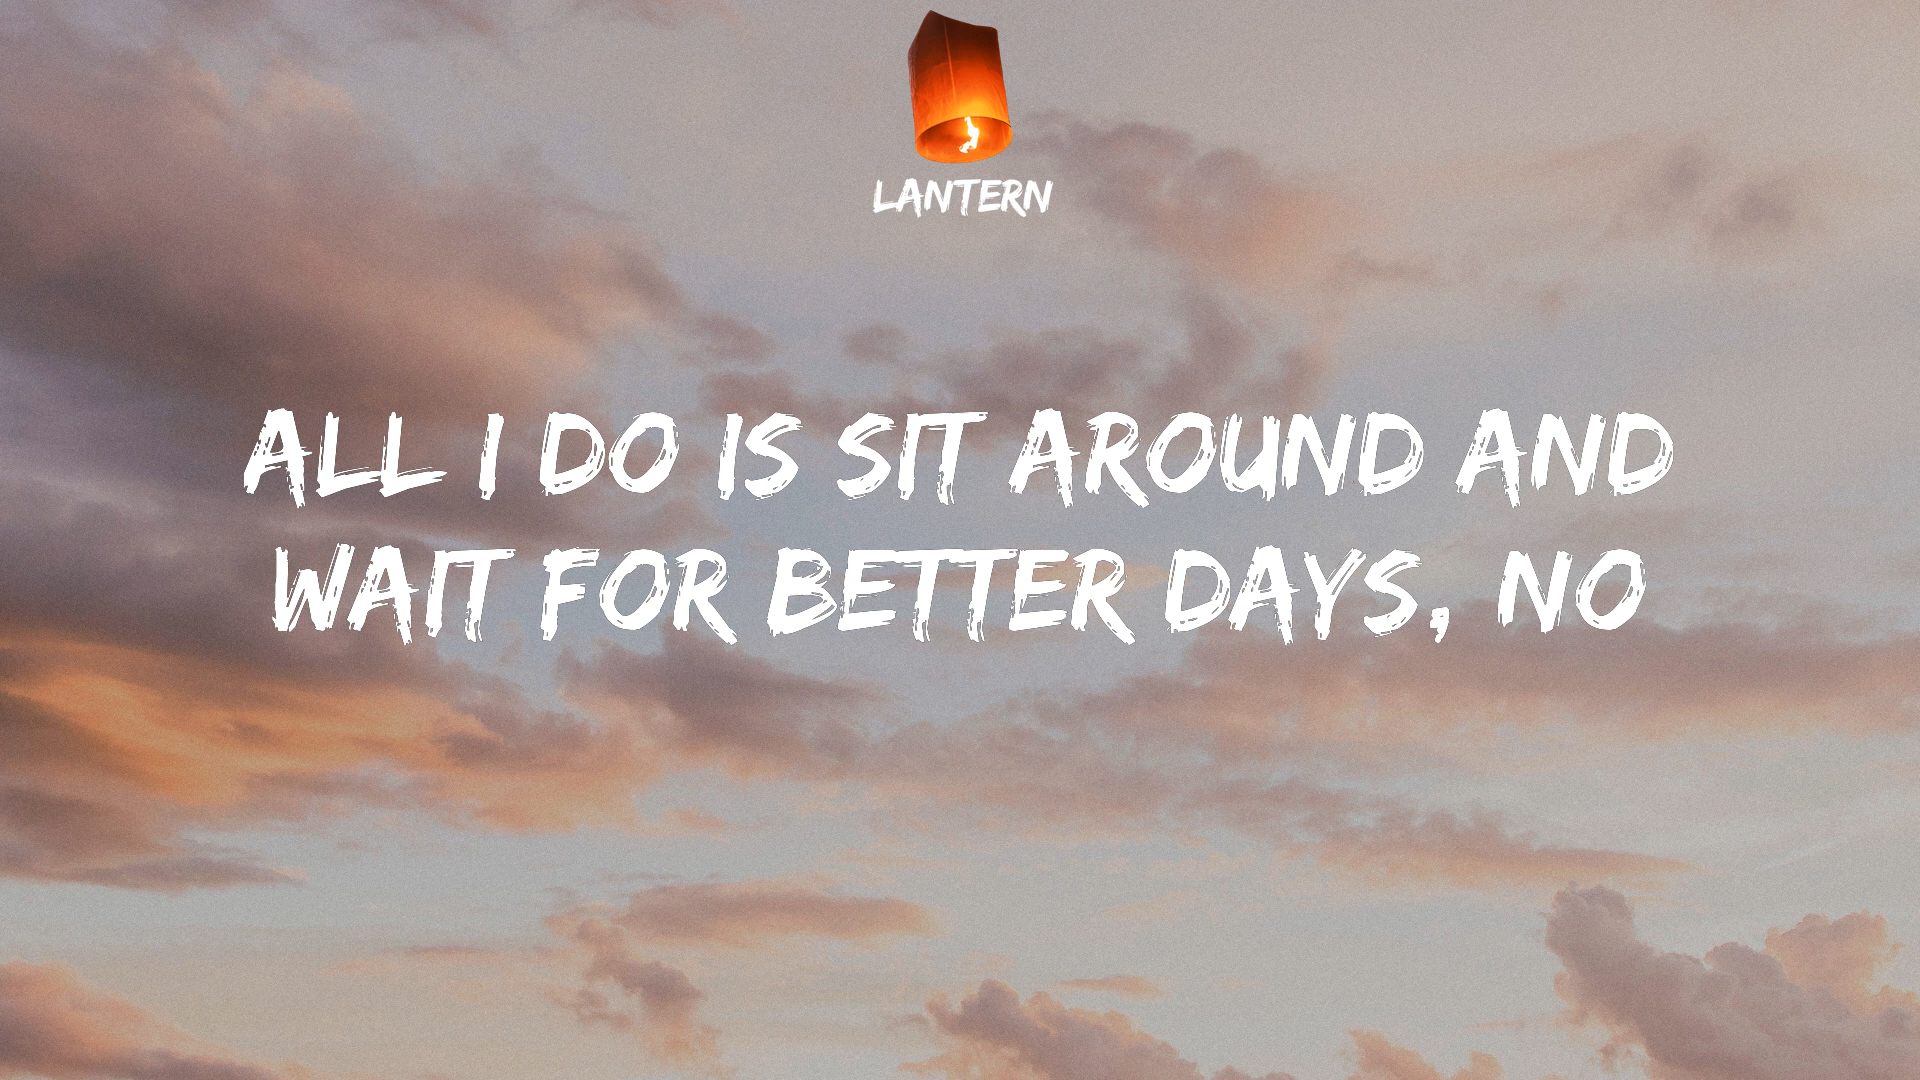 LANTERN
ALL I DO IS SIT AROUND AND
WAIT FOR BETTER DAYS, NO